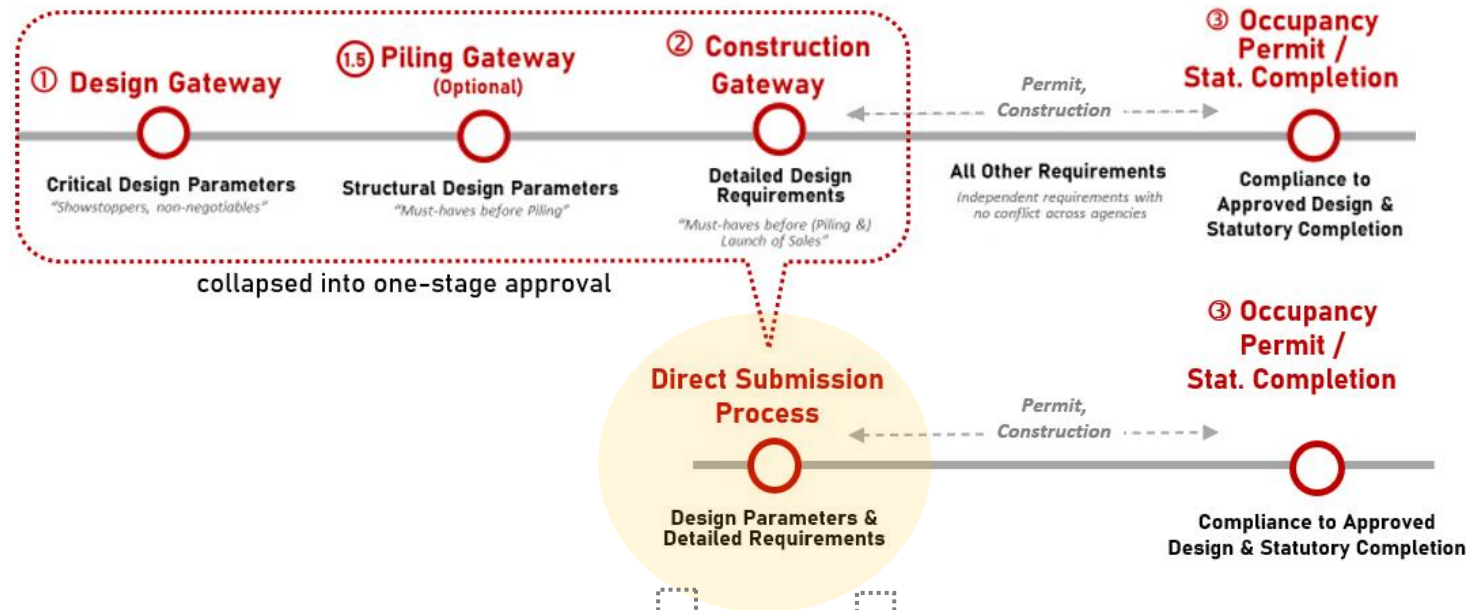 ① Design Gateway
Critical Design Parameters
"Showstoppers, non-negotiables"
1.5 Piling Gateway
(Optional)
Structural Design Parameters
"Must-haves before Piling"
② Construction
Gateway
Detailed Design
Requirements
"Must-haves before (Piling &)
Launch of Sales"
Permit,
Construction
All Other Requirements
Independent requirements with
no conflict across agencies
③ Occupancy
Permit /
Stat. Completion
Compliance to
Approved Design &
Statutory Completion
collapsed into one-stage approval
Direct Submission
Process
Design Parameters &
Detailed Requirements
Permit,
Construction
③ Occupancy
Permit /
Stat. Completion
Compliance to Approved
Design & Statutory Completion